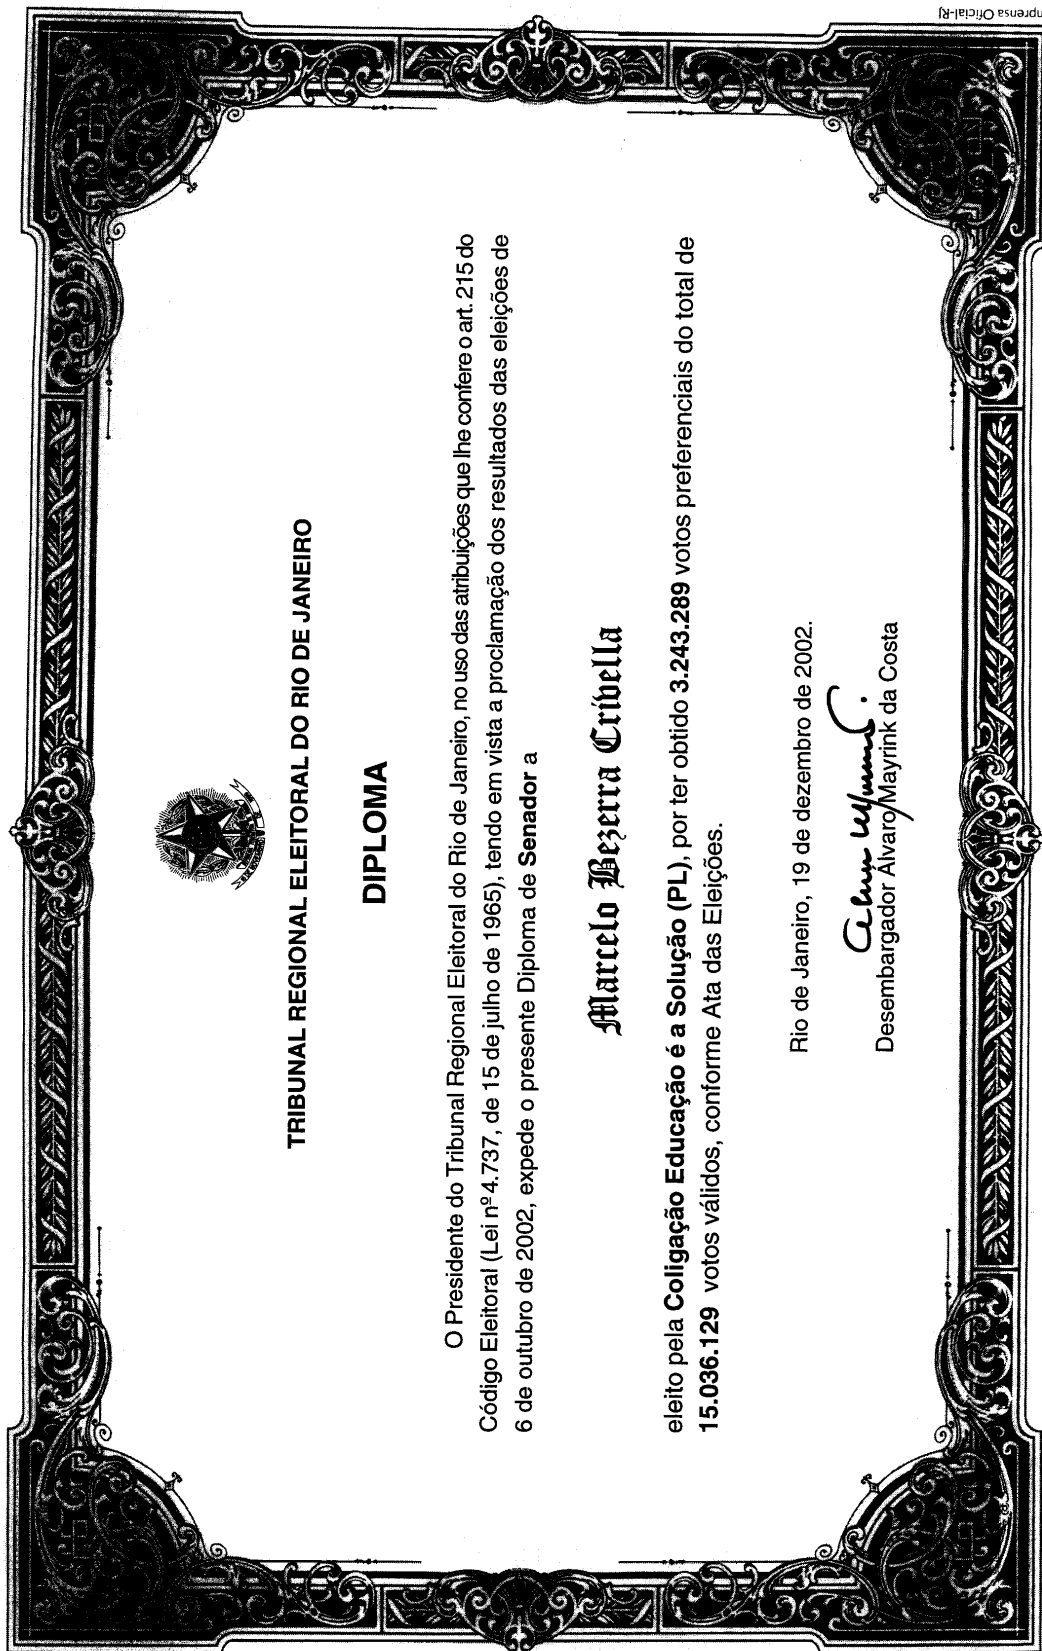 TRIBUNAL REGIONAL ELEITORAL DO RIO DE JANEIRO
DIPLOMA
O Presidente do Tribunal Regional Eleitoral do Rio de Janeiro, no uso das atribuições que lhe confere o art. 215 do
Código Eleitoral (Lei nº 4.737, de 15 de julho de 1965), tendo em vista a proclamação dos resultados das eleições de
6 de outubro de 2002, expede o presente Diploma de Senador a
Marcelo Bezerra Crivella
eleito pela Coligação Educação é a Solução (PL), por ter obtido 3.243.289 votos preferenciais do total de
15.036.129 votos válidos, conforme Ata das Eleições.
Rio de Janeiro, 19 de dezembro de 2002.
Desembargador Álvaro Mayrink da Costa
Oficial-RJ